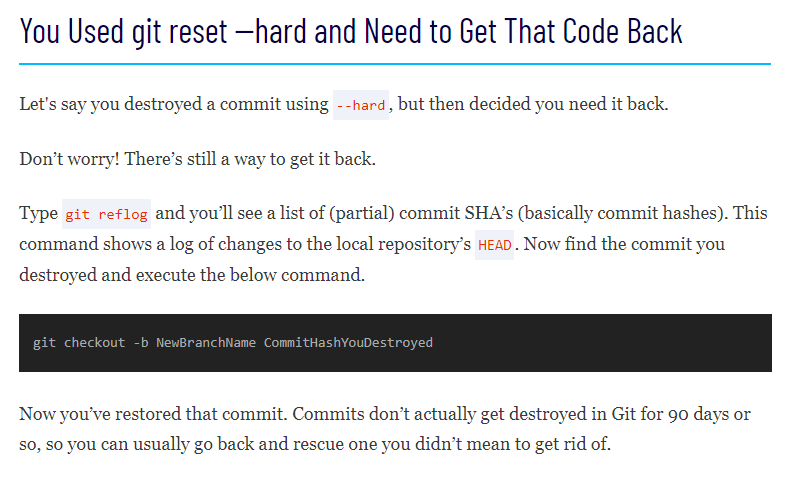 You Used git reset —hard and Need to Get That Code Back
Let's say you destroyed a commit using --hard, but then decided you need it back.
Don’t worry! There’s still a way to get it back.
Type git reflog and you’ll see a list of (partial) commit SHA’s (basically commit hashes). This
command shows a log of changes to the local repository’s HEAD. Now find the commit you
destroyed and execute the below command.
git checkout -b NewBranchName CommitHashYouDestroyed
Now you’ve restored that commit. Commits don’t actually get destroyed in Git for 90 days or
so, so you can usually go back and rescue one you didn’t mean to get rid of.